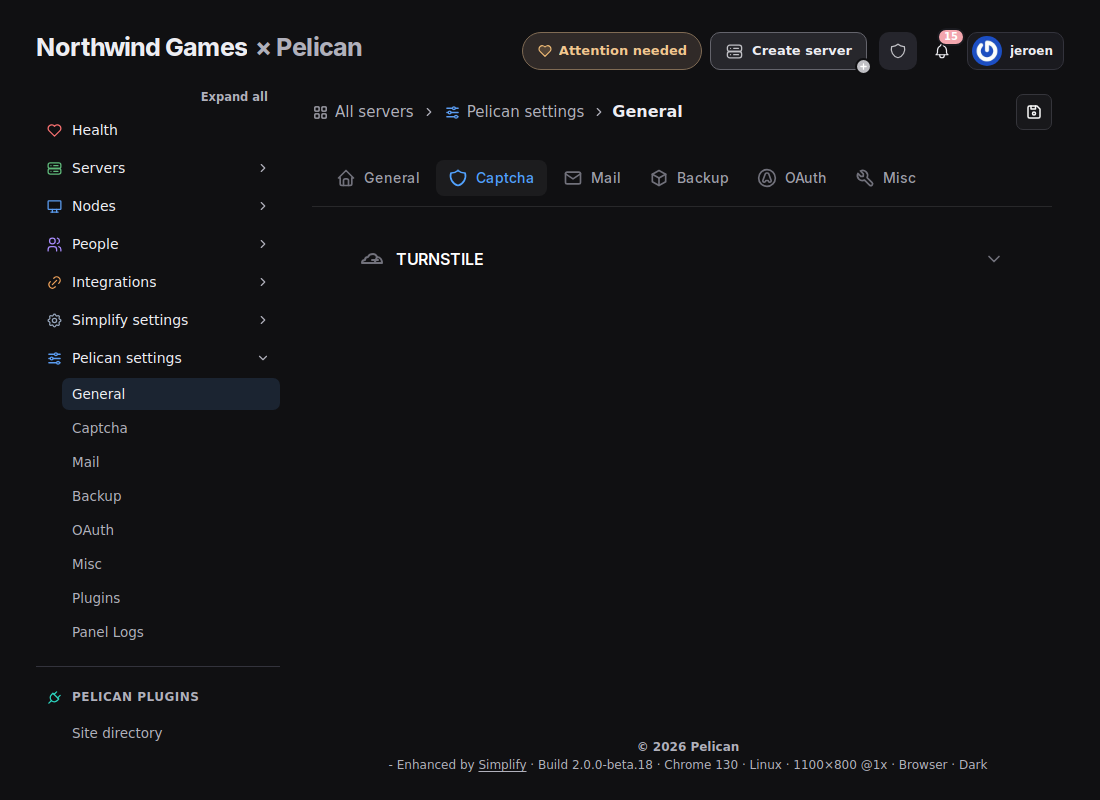 Northwind Games × Pelican
Attention needed
Create server
15
jeroen
Expand all
Health
Servers
Nodes
People
Integrations
Simplify settings
Pelican settings
General
Captcha
Mail
Backup
OAuth
Misc
Plugins
Panel Logs
PELICAN PLUGINS
Site directory
All servers > Pelican settings > General
General Captcha Mail Backup OAuth Misc
TURNSTILE
© 2026 Pelican
- Enhanced by Simplify · Build 2.0.0-beta.18 · Chrome 130 · Linux · 1100×800 @1x · Browser · Dark